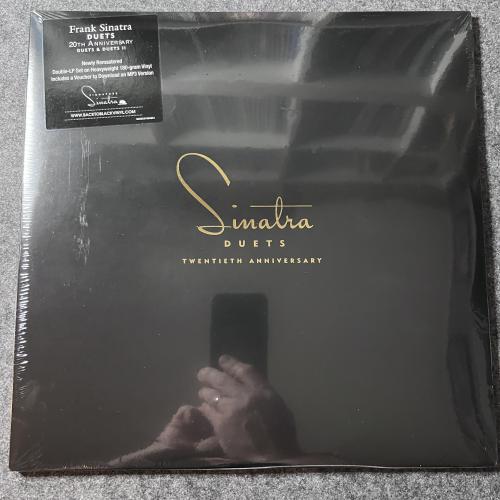 Frank Sinatra
DUETS
20TH ANNIVERSARY
DUETS & DUETS II
Newly Remastered
Double-LP Set on Heavyweight 180-gram Vinyl
Includes a Voucher to Download an MP3 Version
SIGNATURE
Sinatra
WWW.BACKTOBLACKVINYL.COM
Sinatra
DUETS
TWENTIETH ANNIVERSARY